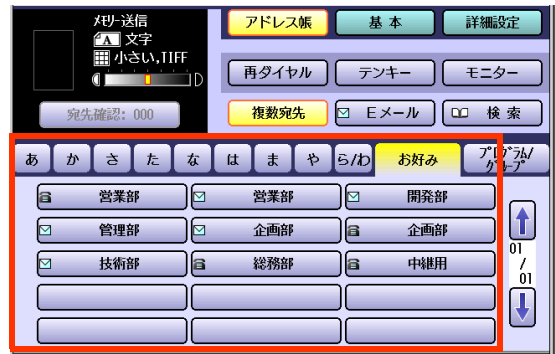 メモリー送信
A 文字
小さい,TIFF
D
宛先確認: 000
アドレス帳
基 本
詳細設定
再ダイヤル
テンキー
モニター
複数宛先
Eメール
検 索
あ か さ た な は ま や ら/わ お好み プログラム/グループ
営業部 営業部 開発部
管理部 企画部 企画部
技術部 総務部 中継用
01
/
01